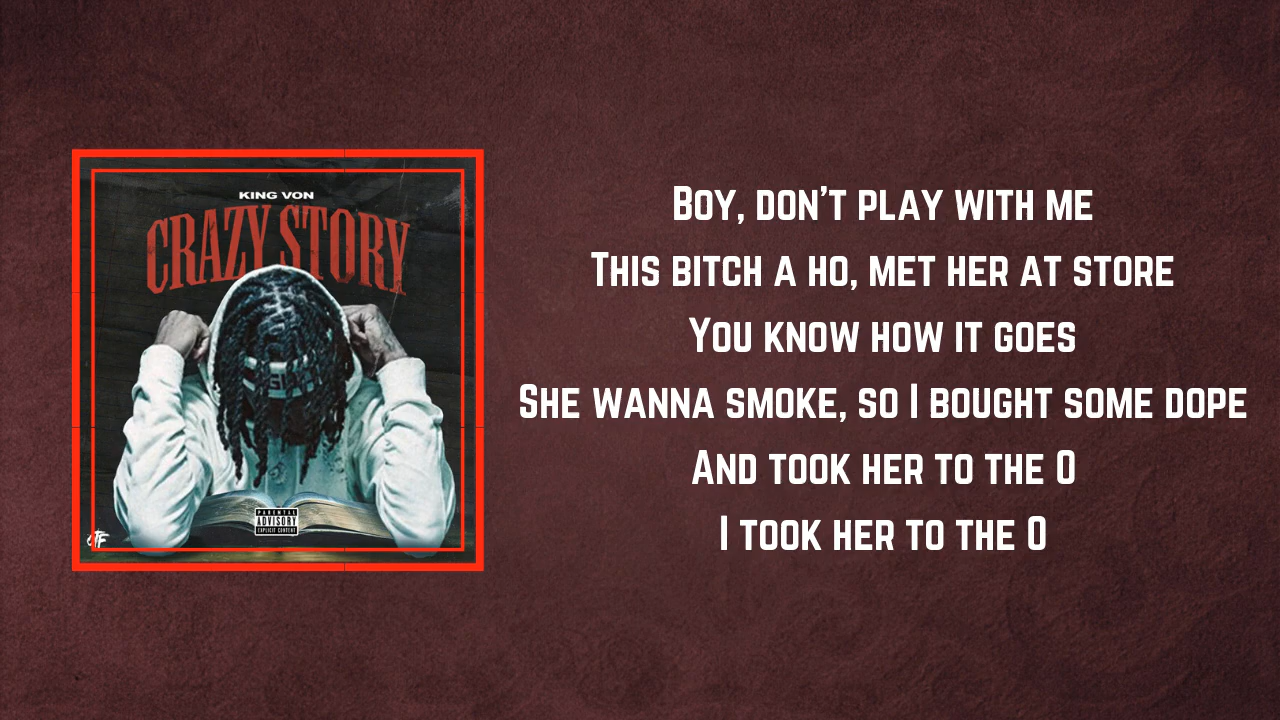 KING VON
CRAZY STORY
PARENTAL
ADVISORY
EXPLICIT CONTENT
Boy, don't play with me
This bitch a ho, met her at store
You know how it goes
She wanna smoke, so I bought some dope
And took her to the O
I took her to the O